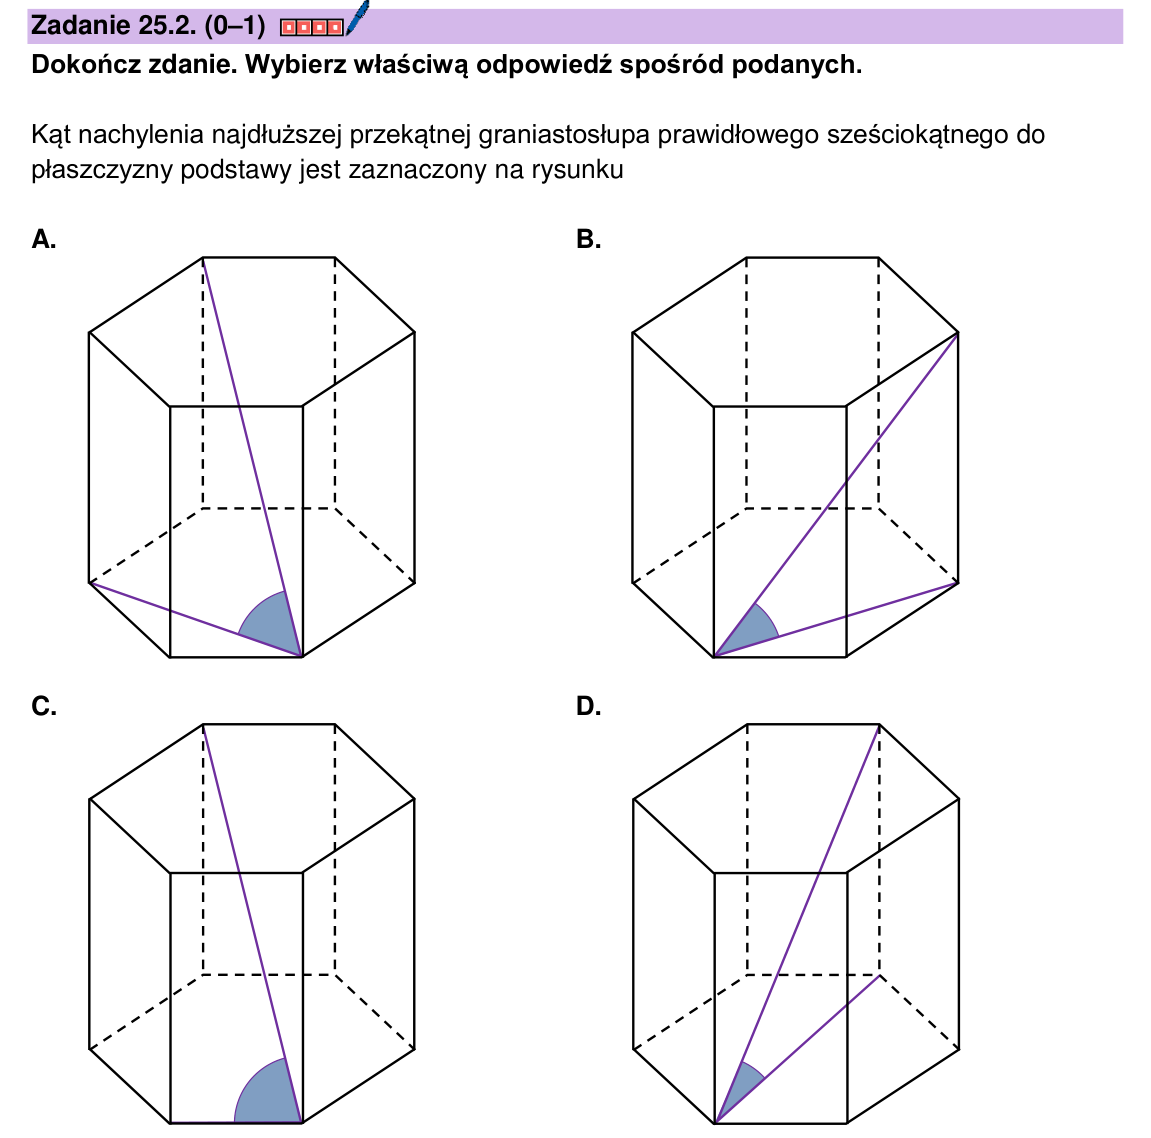 Zadanie 25.2. (0–1)
Dokończ zdanie. Wybierz właściwą odpowiedź spośród podanych.
Kąt nachylenia najdłuższej przekątnej graniastosłupa prawidłowego sześciokątnego do
płaszczyzny podstawy jest zaznaczony na rysunku
A.
B.
C.
D.